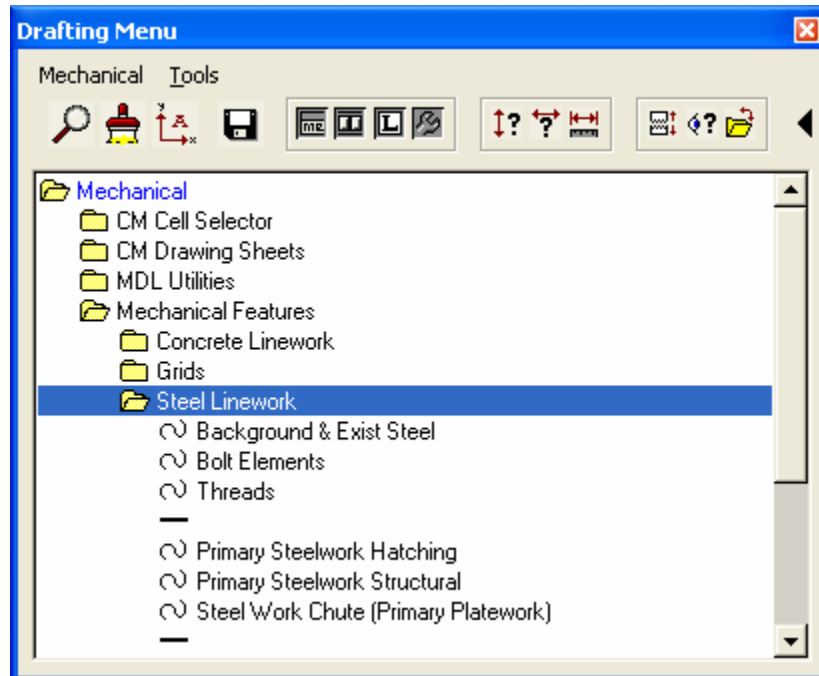 Drafting Menu
Mechanical Tools
Mechanical
CM Cell Selector
CM Drawing Sheets
MDL Utilities
Mechanical Features
Concrete Linework
Grids
Steel Linework
Background & Exist Steel
Bolt Elements
Threads
Primary Steelwork Hatching
Primary Steelwork Structural
Steel Work Chute (Primary Platework)